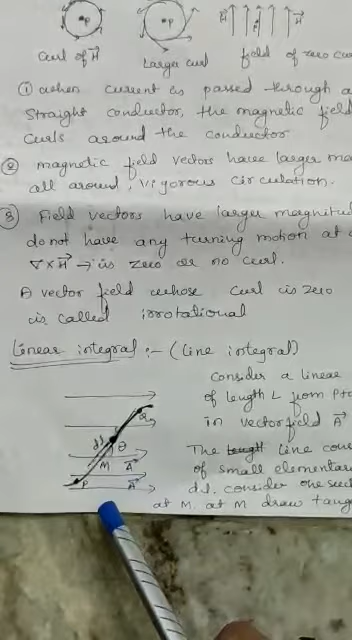 P P H⃗ P H⃗
Curl of H⃗ Larger curl field of zero cu
① when current is passed through a
straight conductor, the magnetic field
curls around the conductor
② magnetic field vectors have larger ma
all around, vigorous circulation.
③ Field vectors have larger magnitud
do not have any turning motion at
∇×H⃗ → is zero or no curl.
A vector field whose curl is zero
is called irrotational
Linear integral :- (Line integral)
Consider a linear
of length L from P to
in vector field A⃗
Q
dl θ
M A⃗
P A⃗
The line con
of small elementar
dl. consider one sec
at M. at M draw tang